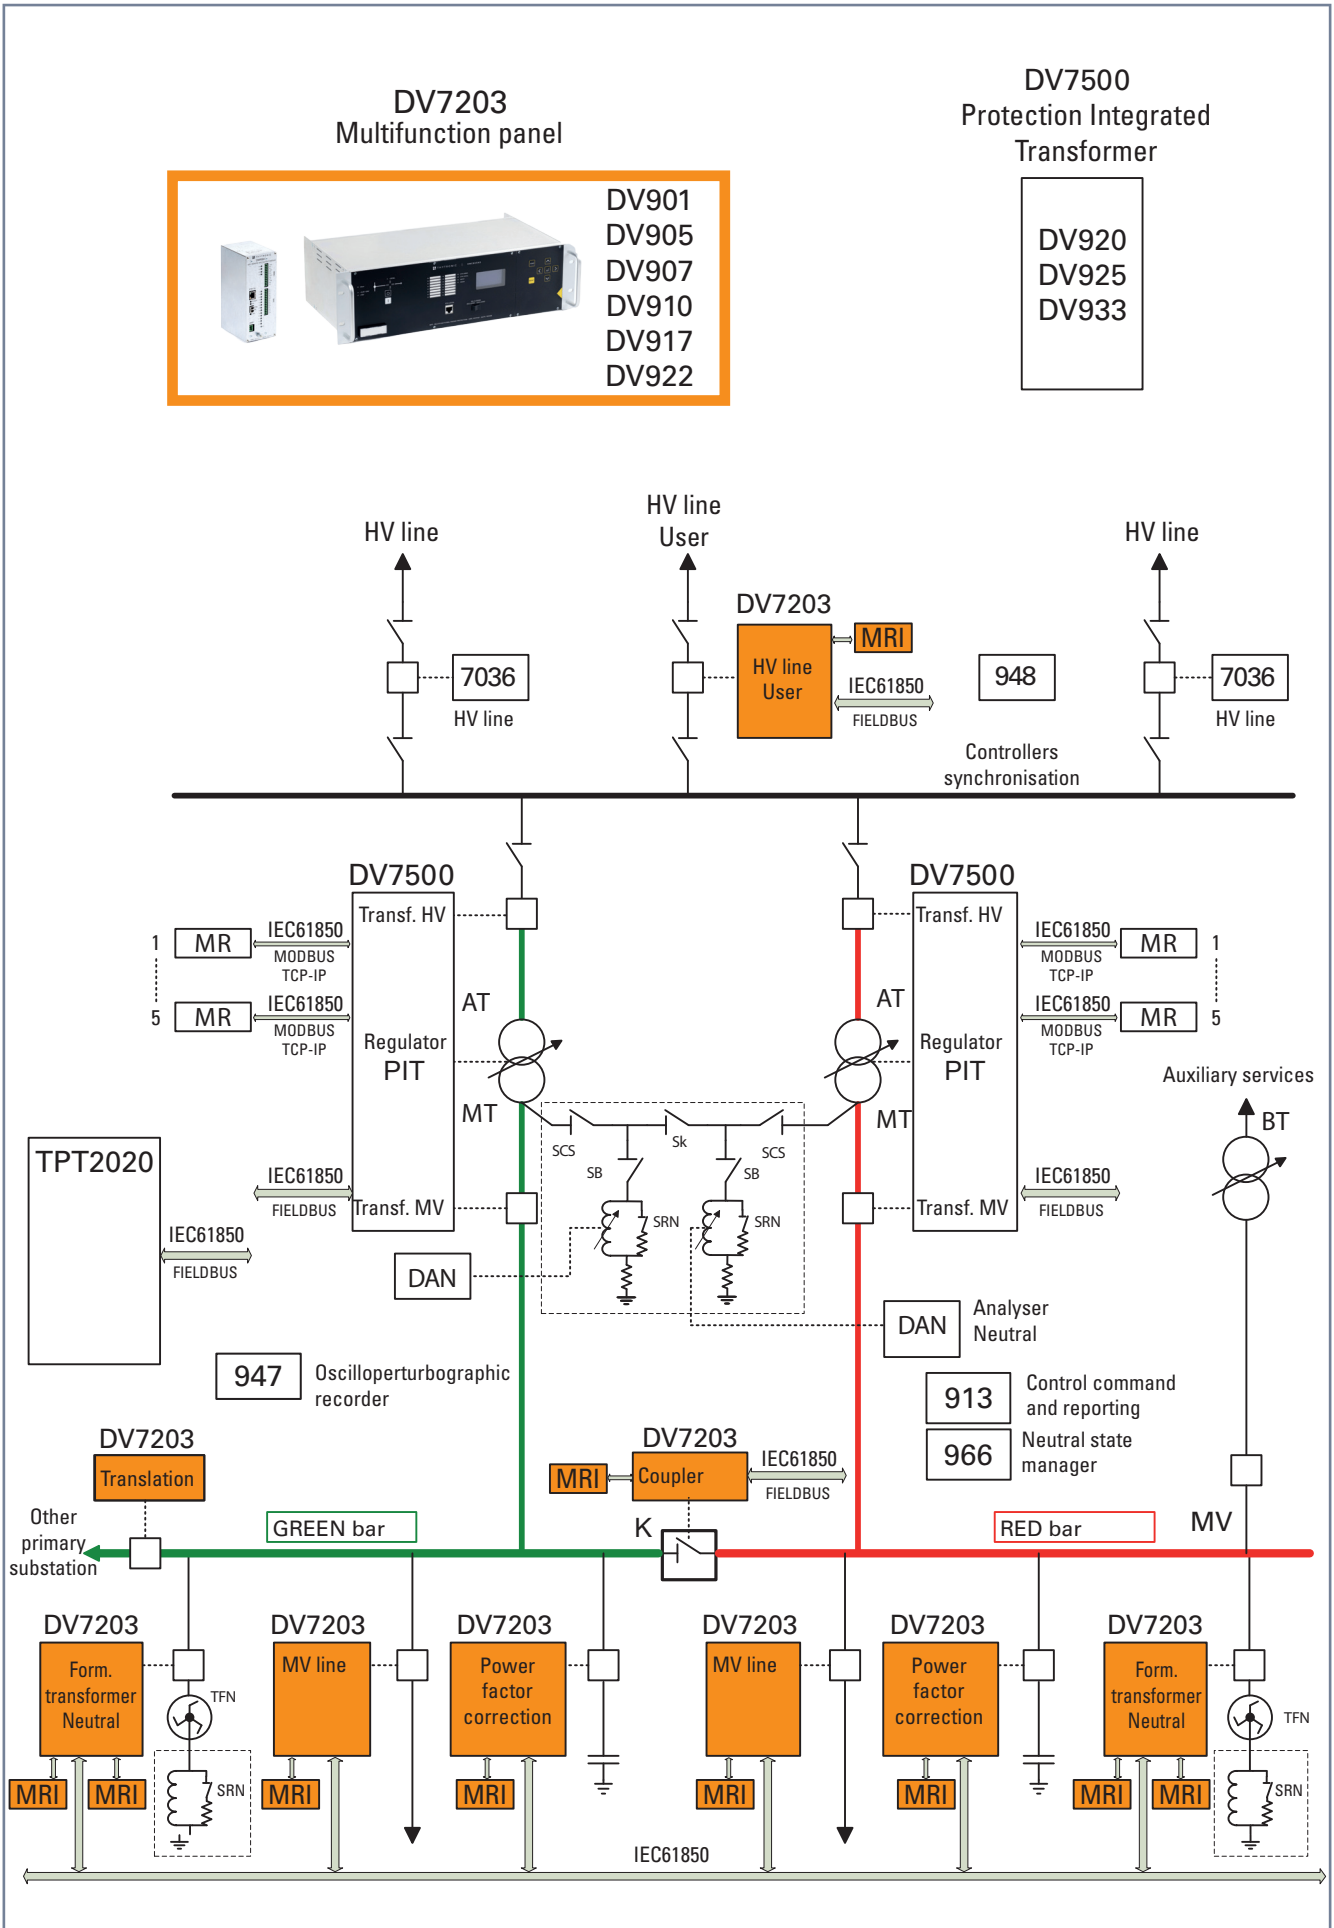 DV7203
Multifunction panel
DV901
DV905
DV907
DV910
DV917
DV922
DV7500
Protection Integrated
Transformer
DV920
DV925
DV933
HV line
HV line
User
HV line
7036
HV line
DV7203
HV line
User
MRI
IEC61850
FIELDBUS
948
Controllers
synchronisation
7036
HV line
DV7500
Transf. HV
Regulator
PIT
Transf. MV
1
MR
IEC61850
MODBUS
TCP-IP
5
MR
IEC61850
MODBUS
TCP-IP
IEC61850
FIELDBUS
AT
MT
AT
MT
DV7500
Transf. HV
Regulator
PIT
Transf. MV
IEC61850
MODBUS
TCP-IP
MR
1
IEC61850
MODBUS
TCP-IP
MR
5
IEC61850
FIELDBUS
Auxiliary services
BT
TPT2020
IEC61850
FIELDBUS
SCS
Sk
SCS
SB
SB
SRN
SRN
DAN
DAN
Analyser
Neutral
947
Oscilloperturbographic
recorder
913
Control command
and reporting
966
Neutral state
manager
DV7203
Translation
DV7203
MRI
Coupler
IEC61850
FIELDBUS
Other
primary
substation
GREEN bar
K
RED bar
MV
DV7203
Form.
transformer
Neutral
TFN
SRN
MRI
MRI
DV7203
MV line
MRI
DV7203
Power
factor
correction
MRI
DV7203
MV line
MRI
DV7203
Power
factor
correction
MRI
DV7203
Form.
transformer
Neutral
TFN
SRN
MRI
MRI
IEC61850